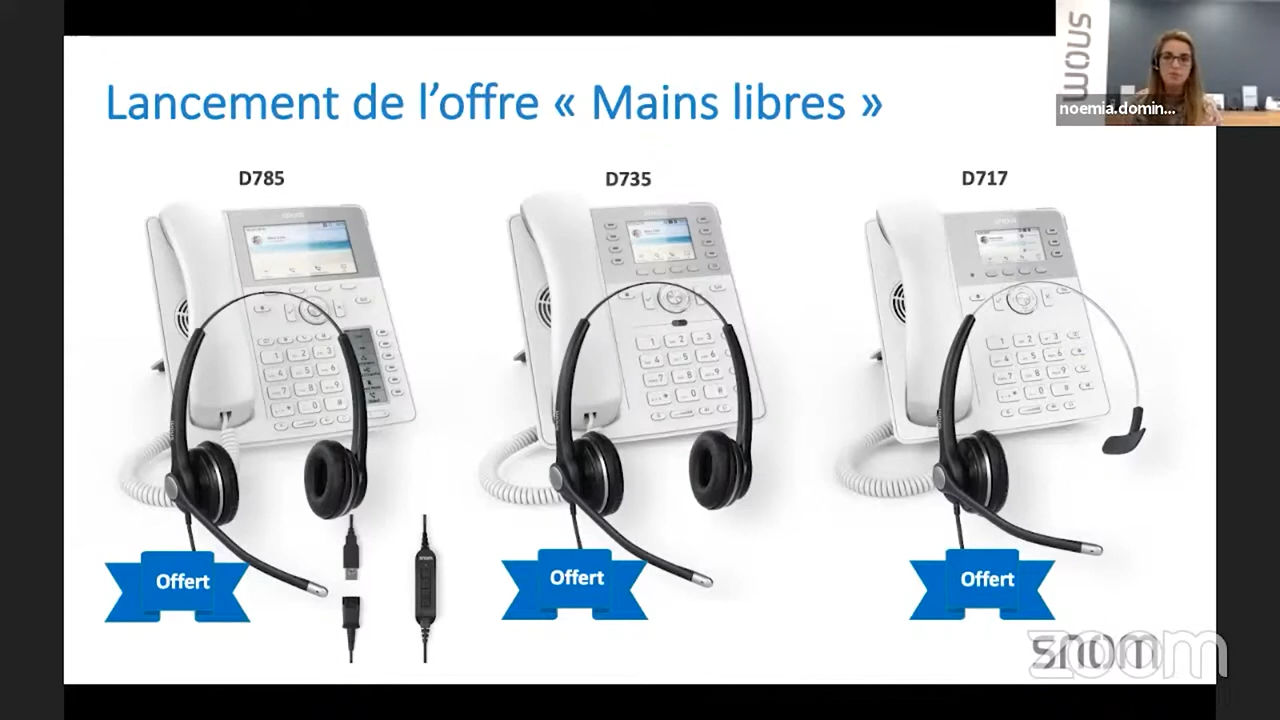 snom
noemia.domin...
Lancement de l'offre « Mains libres »
D785
D735
D717
Offert
Offert
Offert
snom
zoom